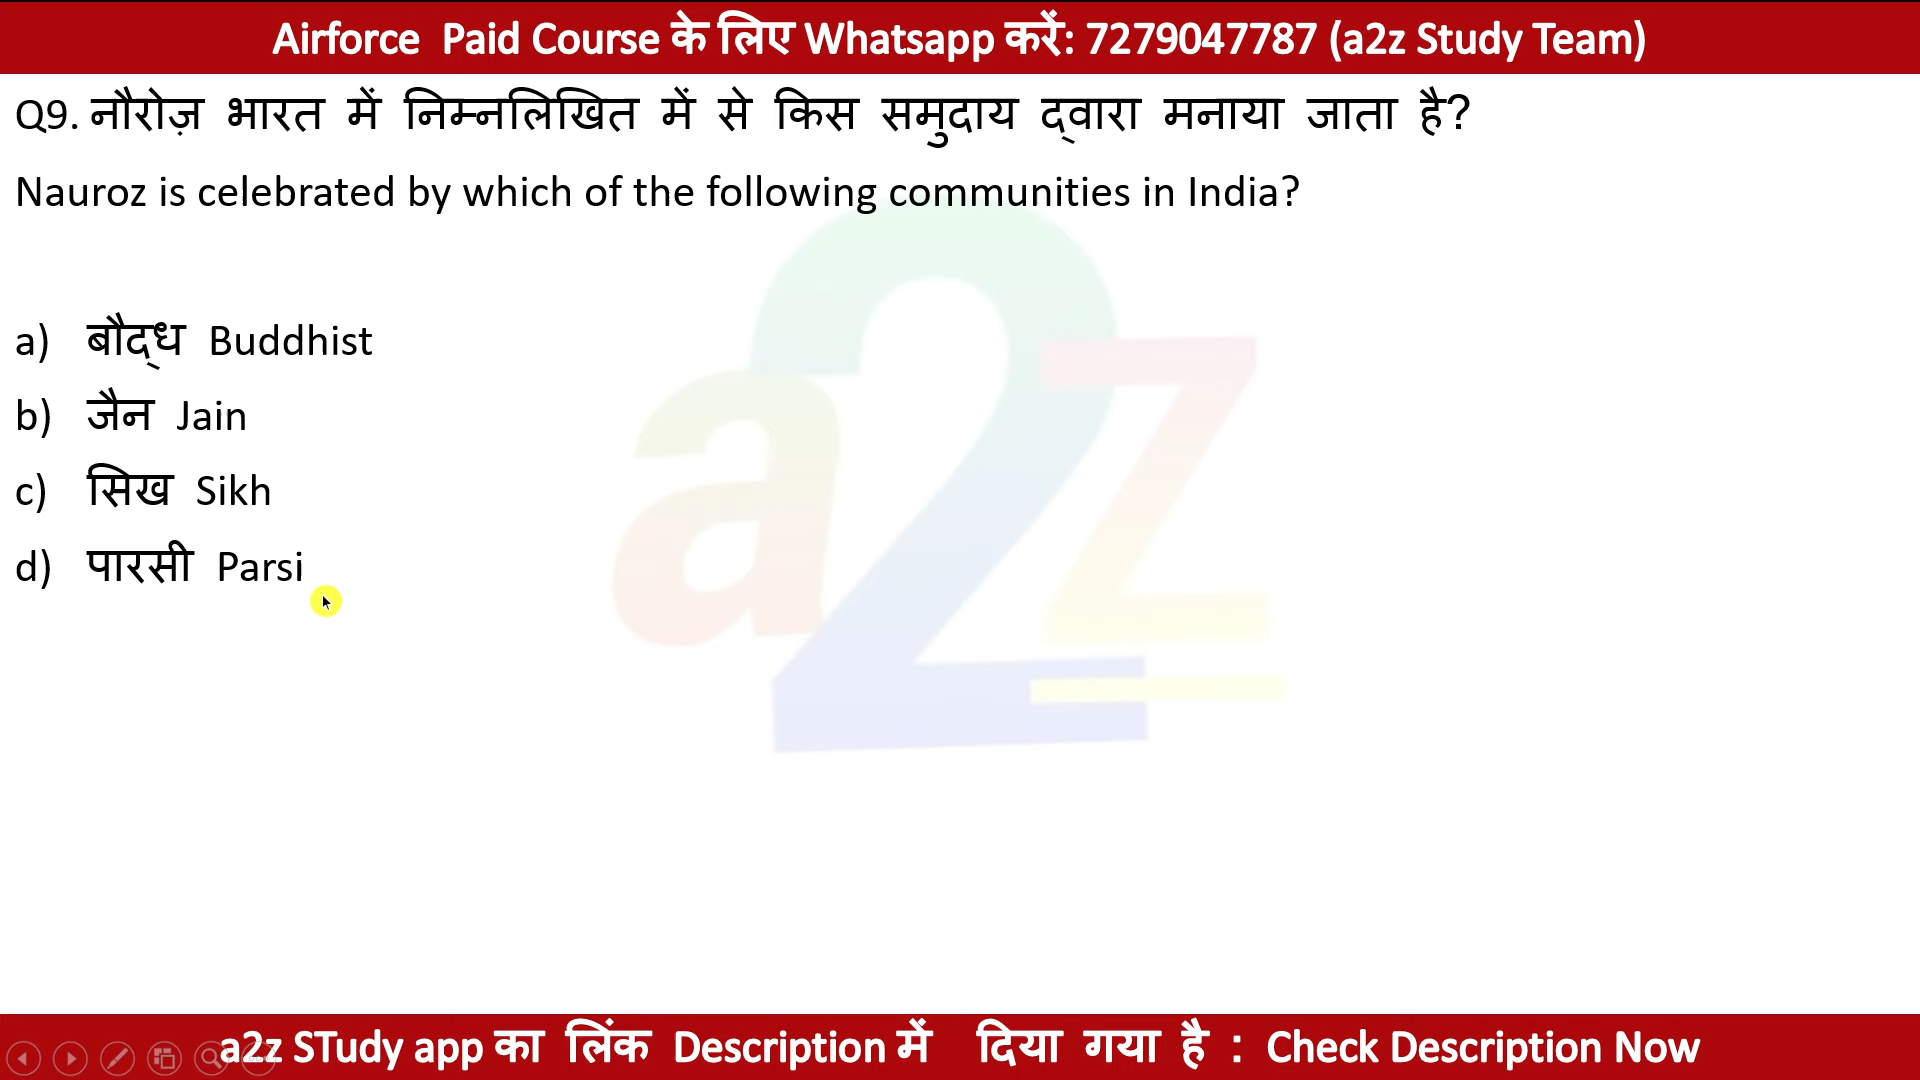 Airforce Paid Course के लिए Whatsapp करें: 7279047787 (a2z Study Team)
Q9. नौरोज़ भारत में निम्नलिखित में से किस समुदाय द्वारा मनाया जाता है?
Nauroz is celebrated by which of the following communities in India?
a) बौद्ध Buddhist
b) जैन Jain
c) सिख Sikh
d) पारसी Parsi
a2z
a2z STudy app का लिंक Description में दिया गया है : Check Description Now